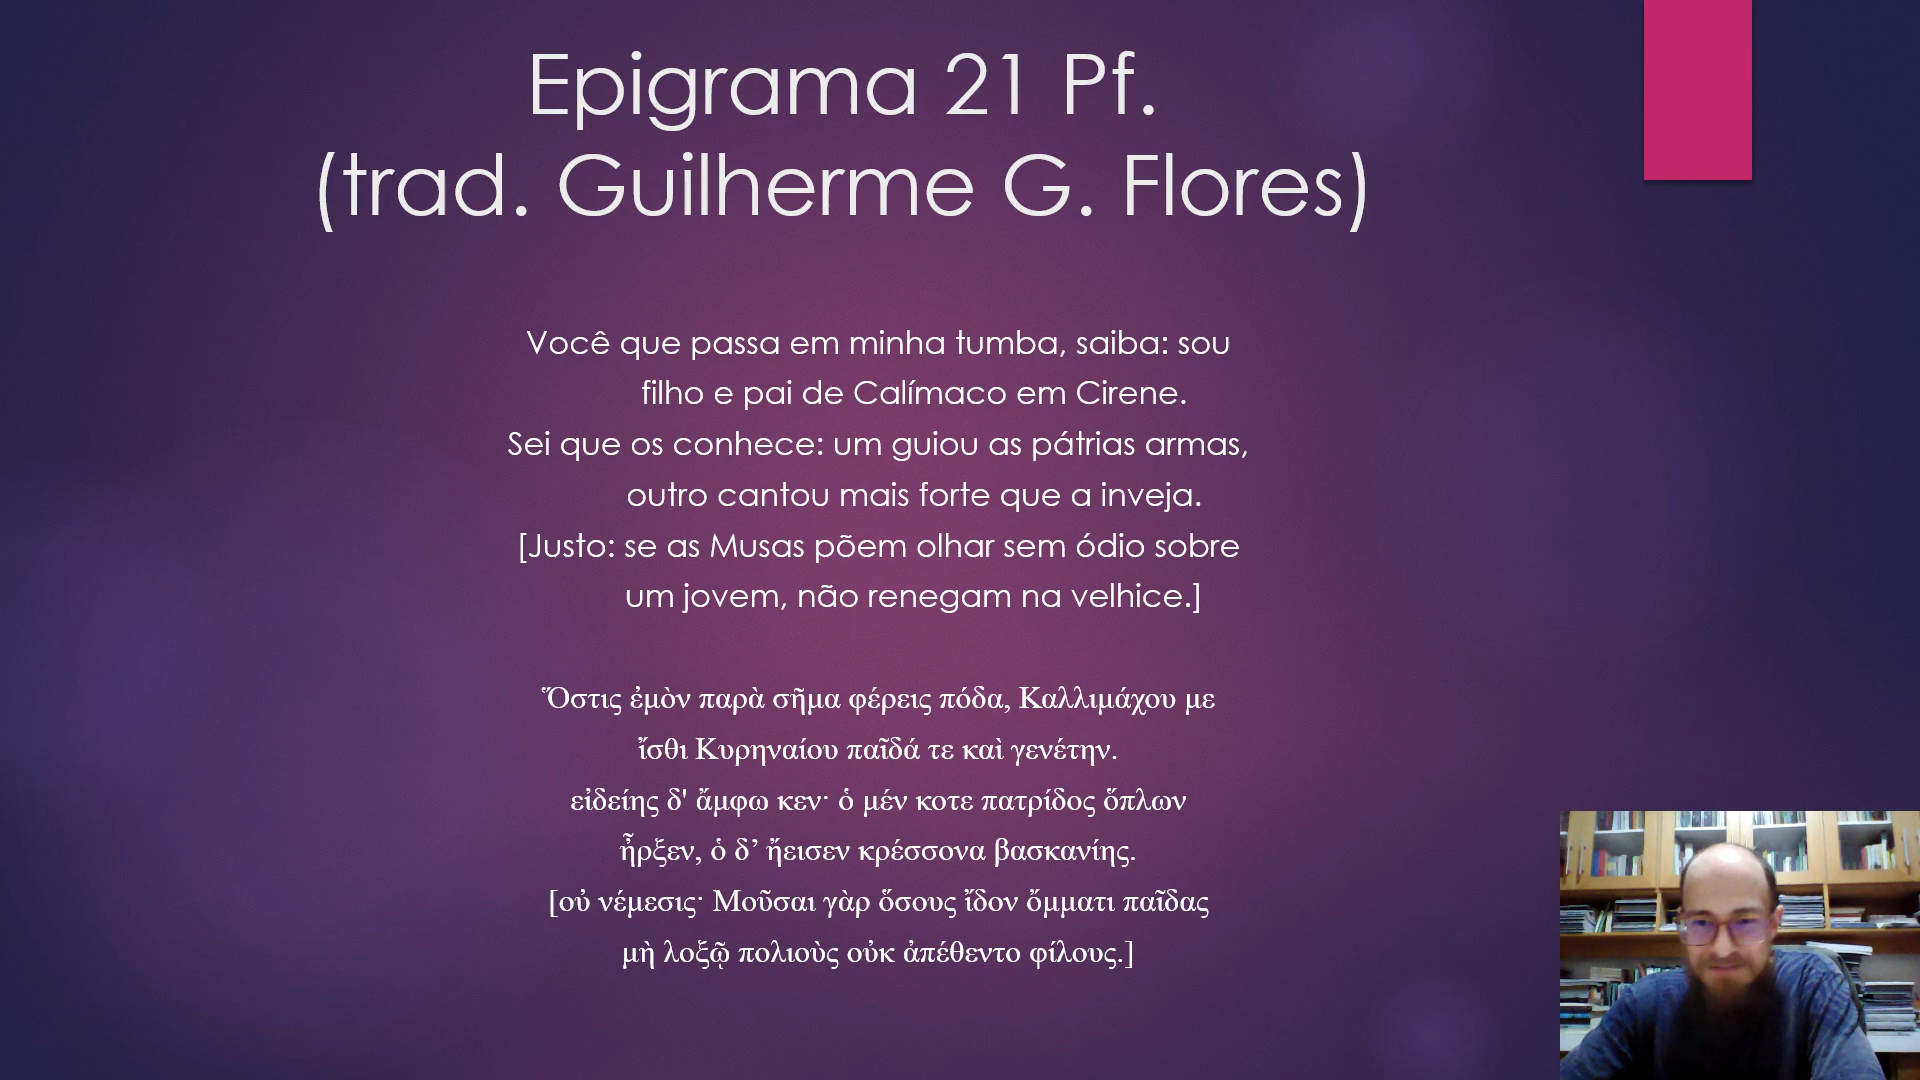 Epigrama 21 Pf.
(trad. Guilherme G. Flores)
Você que passa em minha tumba, saiba: sou
filho e pai de Calímaco em Cirene.
Sei que os conhece: um guiou as pátrias armas,
outro cantou mais forte que a inveja.
[Justo: se as Musas põem olhar sem ódio sobre
um jovem, não renegam na velhice.]
Ὅστις ἐμὸν παρὰ σῆμα φέρεις πόδα, Καλλιμάχου με
ἴσθι Κυρηναίου παῖδά τε καὶ γενέτην.
εἰδείης δ' ἄμφω κεν· ὁ μέν κοτε πατρίδος ὅπλων
ἦρξεν, ὁ δ’ ἤεισεν κρέσσονα βασκανίης.
[οὐ νέμεσις· Μοῦσαι γὰρ ὅσους ἴδον ὄμματι παῖδας
μὴ λοξῷ πολιοὺς οὐκ ἀπέθεντο φίλους.]